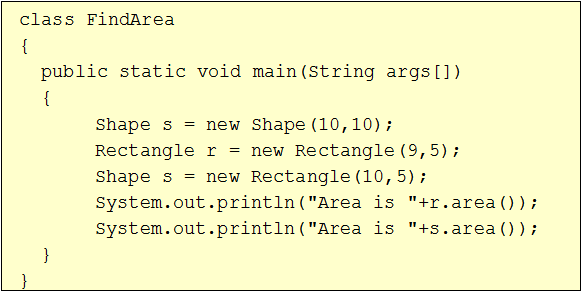 class FindArea
{
public static void main(String args[])
{
Shape s = new Shape(10,10);
Rectangle r = new Rectangle(9,5);
Shape s = new Rectangle(10,5);
System.out.println("Area is "+r.area());
System.out.println("Area is "+s.area());
}
}